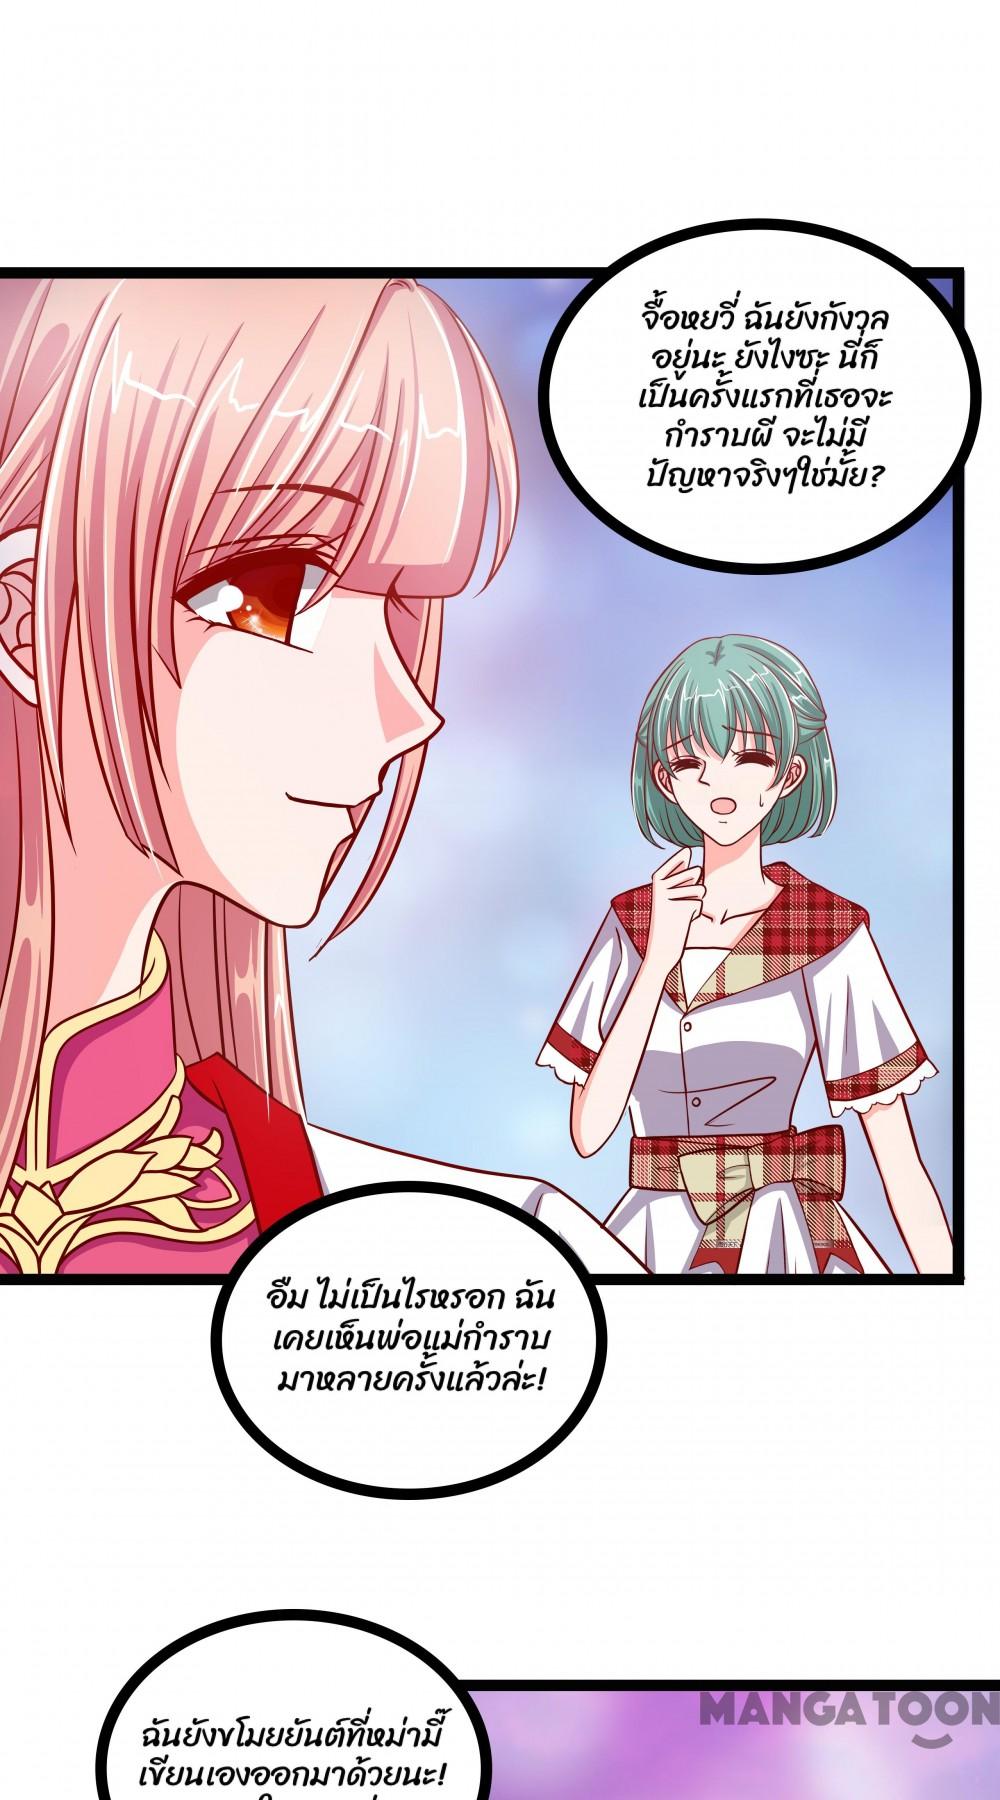 จื้อหยวี่ ฉันยังกังวล
อยู่นะ ยังไงซะ นี่ก็
เป็นครั้งแรกที่เธอจะ
กำราบผี จะไม่มี
ปัญหาจริงๆใช่มั้ย?
อืม ไม่เป็นไรหรอก ฉัน
เคยเห็นพ่อแม่กำราบ
มาหลายครั้งแล้วล่ะ!
MANGATOON
ฉันยังขโมยยันต์ที่หม่ามี๊
เขียนเองออกมาด้วยนะ!